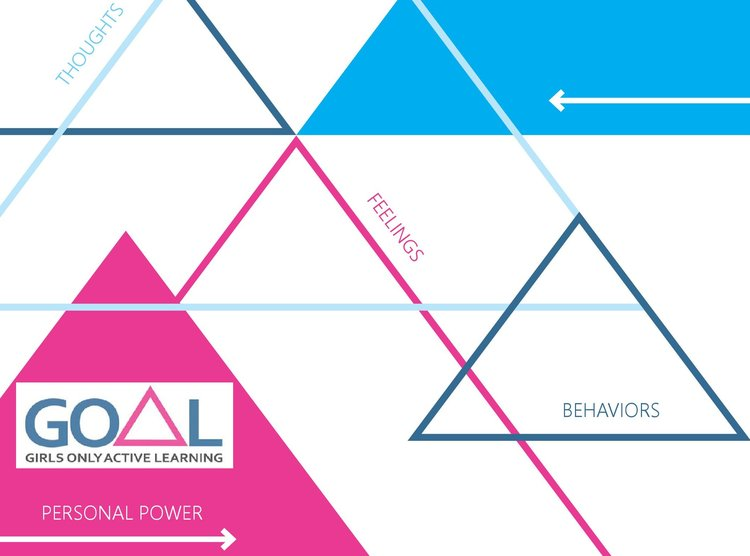 THOUGHTS
FEELINGS
BEHAVIORS
GOAL
GIRLS ONLY ACTIVE LEARNING
PERSONAL POWER